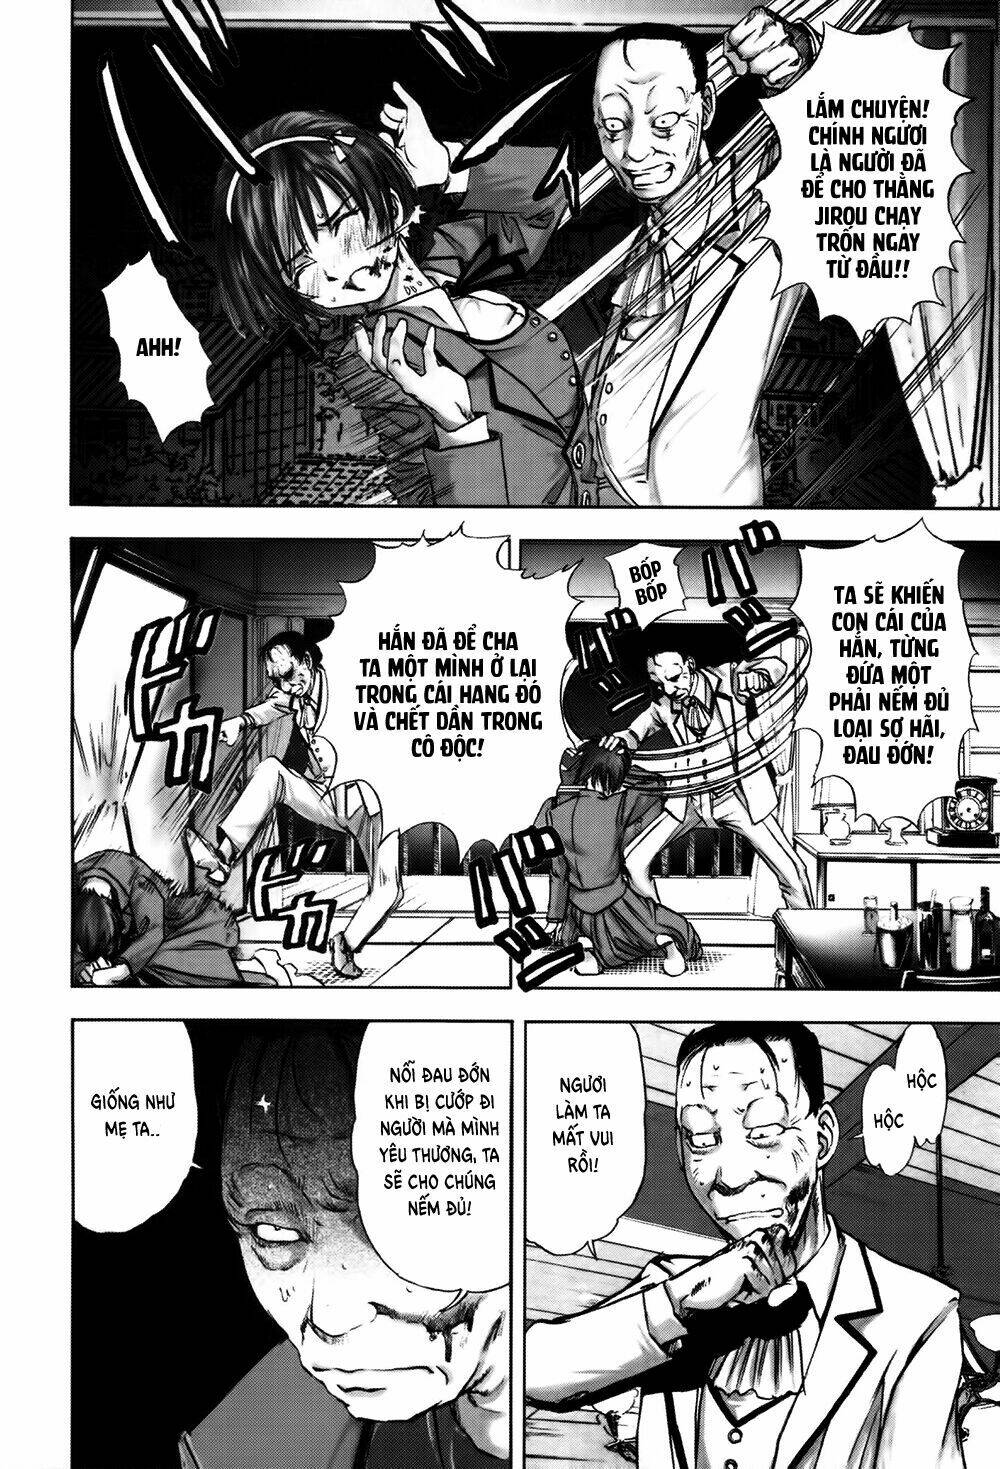 LẮM CHUYỆN!
CHÍNH NGƯƠI
LÀ NGƯỜI ĐÃ
ĐỂ CHO THẰNG
JIROU CHẠY
TRỐN NGAY
TỪ ĐẦU!!
AHH!
TA SẼ KHIẾN
CON CÁI CỦA
HẮN, TỪNG
ĐỨA MỘT
PHẢI NẾM ĐỦ
LOẠI SỢ HÃI,
ĐAU ĐỚN!
BỐP
BỐP
HẮN ĐÃ ĐỂ CHA
TA MỘT MÌNH Ở LẠI
TRONG CÁI HANG ĐÓ
VÀ CHẾT DẦN TRONG
CÔ ĐỘC!
ドカ
ドカ
HỘC
HỘC
NGƯƠI
LÀM TA
MẤT VUI
RỒI!
NỖI ĐAU ĐỚN
KHI BỊ CƯỚP ĐI
NGƯỜI MÀ MÌNH
YÊU THƯƠNG, TA
SẼ CHO CHÚNG
NẾM ĐỦ!
GIỐNG NHƯ
MẸ TA..